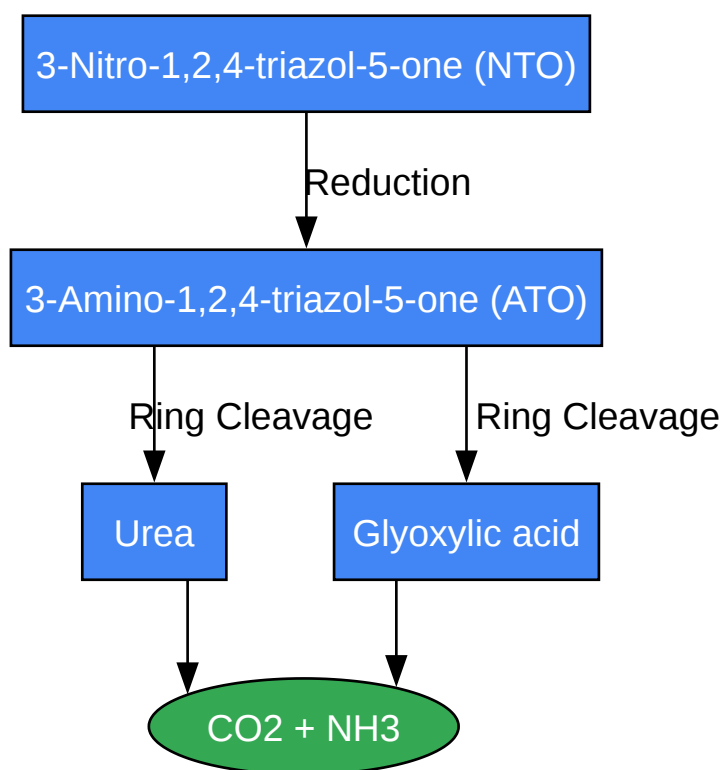 3-Nitro-1,2,4-triazol-5-one (NTO)
Reduction
3-Amino-1,2,4-triazol-5-one (ATO)
Ring Cleavage
Ring Cleavage
Urea
Glyoxylic acid
CO2 + NH3